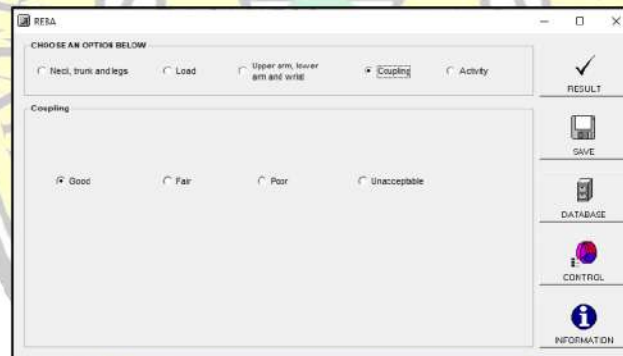 REBA
CHOOSE AN OPTION BELOW
Neck, trunk and legs
Load
Upper arm, lower
arm and wrist
Coupling
Activity
Coupling
Good
Fair
Poor
Unacceptable
RESULT
SAVE
DATABASE
CONTROL
INFORMATION